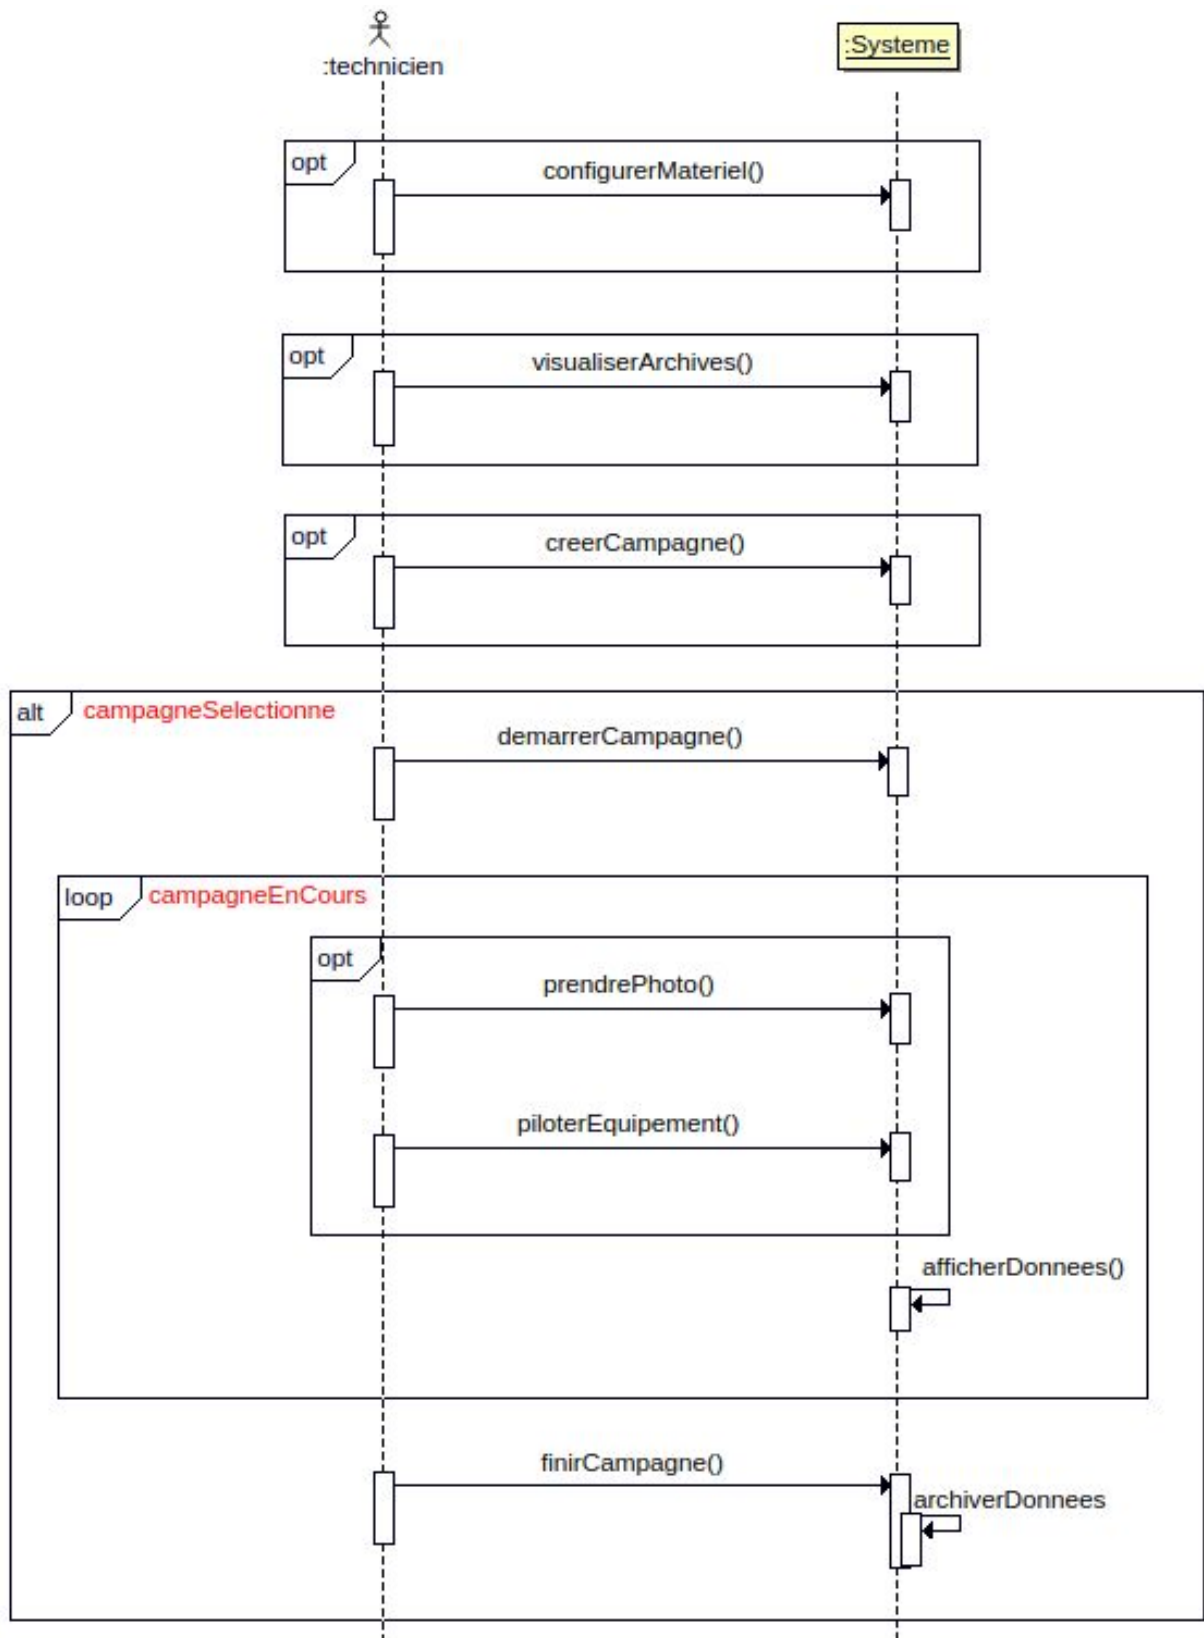 :technicien
:Systeme
opt
configurerMateriel()
opt
visualiserArchives()
opt
creerCampagne()
alt
campagneSelectionne
demarrerCampagne()
loop
campagneEnCours
opt
prendrePhoto()
piloterEquipement()
afficherDonnees()
finirCampagne()
archiverDonnees